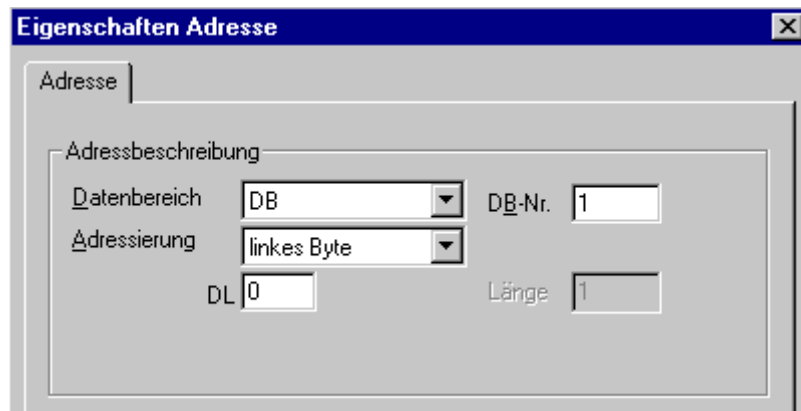 Eigenschaften Adresse
Adresse
Adressbeschreibung
Datenbereich DB DB-Nr. 1
Adressierung linkes Byte
DL 0 Länge 1